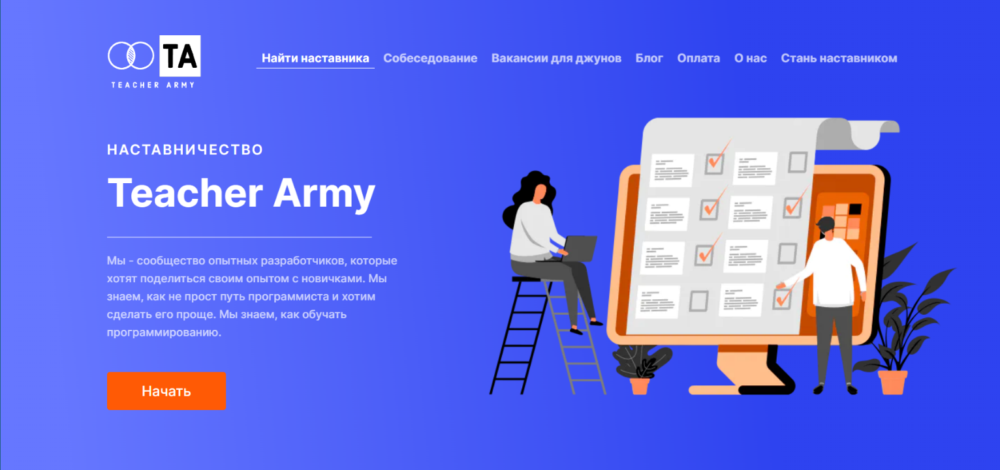 TA
TEACHER ARMY
Найти наставника Собеседование Вакансии для джунов Блог Оплата О нас Стань наставником
НАСТАВНИЧЕСТВО
Teacher Army
Мы - сообщество опытных разработчиков, которые
хотят поделиться своим опытом с новичками. Мы
знаем, как не прост путь программиста и хотим
сделать его проще. Мы знаем, как обучать
программированию.
Начать